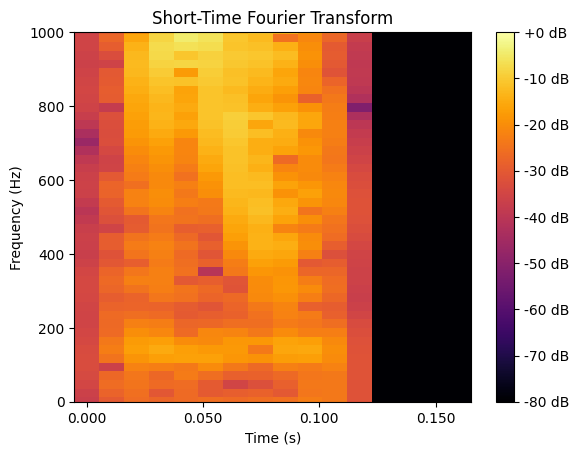 Short-Time Fourier Transform
Frequency (Hz)
1000
800
600
400
200
0
0.000
0.050
0.100
0.150
Time (s)
+0 dB
-10 dB
-20 dB
-30 dB
-40 dB
-50 dB
-60 dB
-70 dB
-80 dB